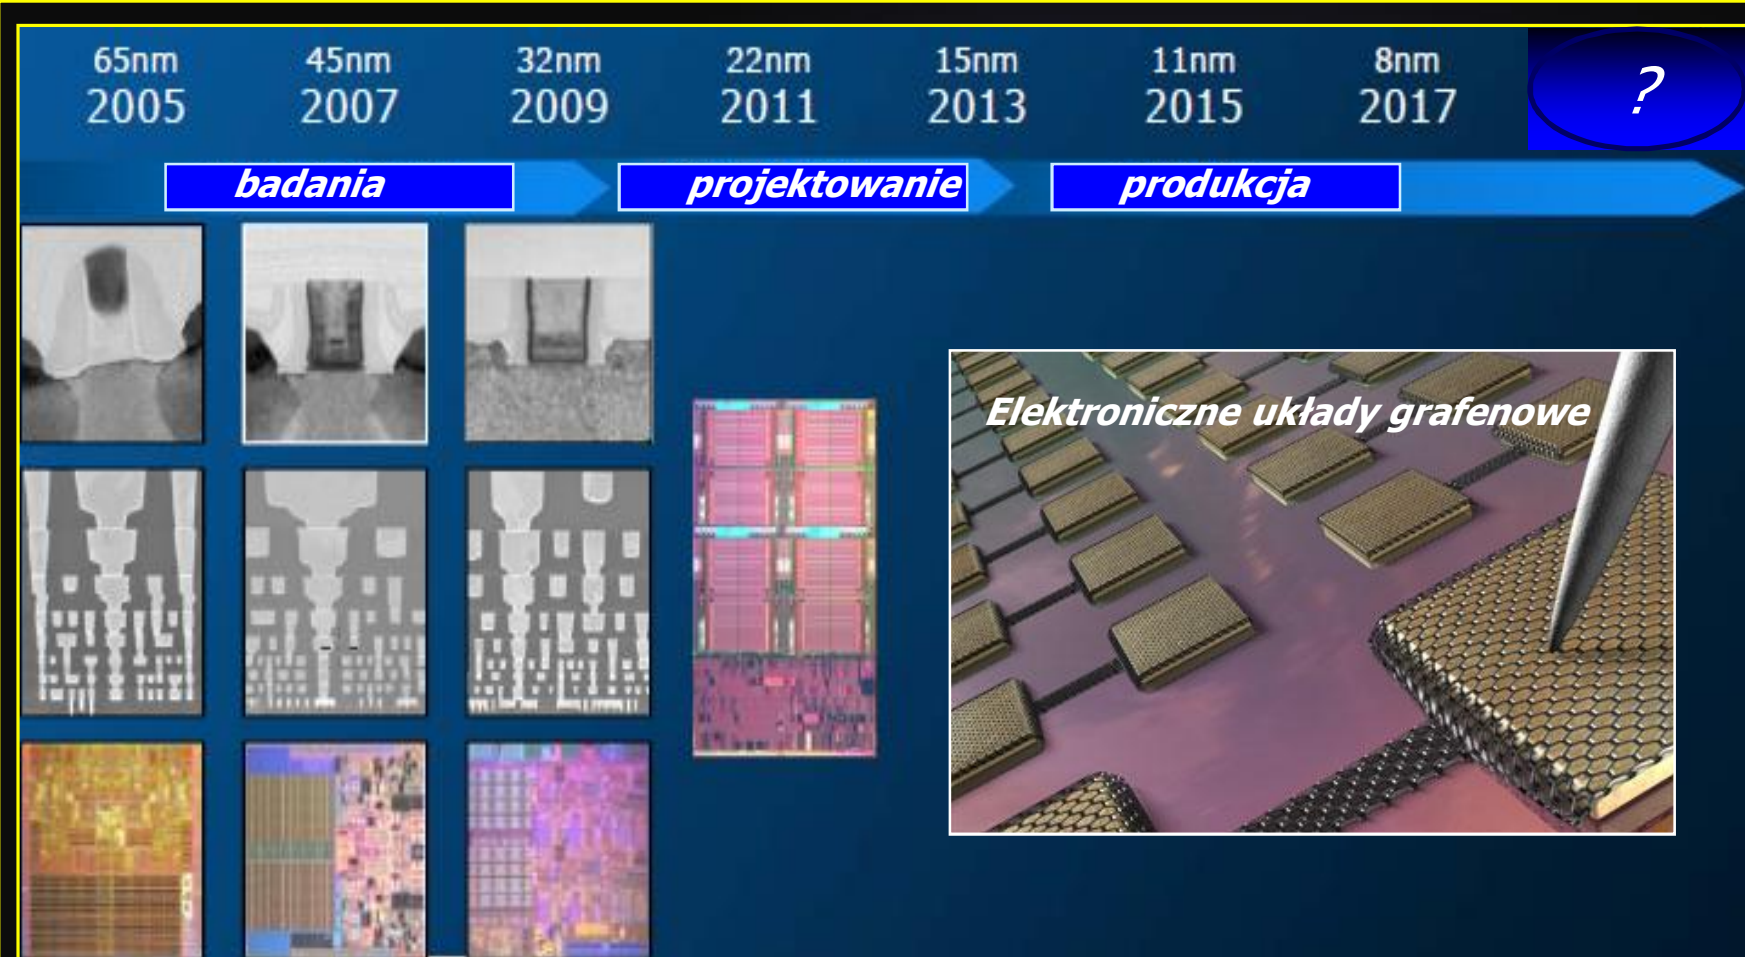 65nm 45nm 32nm 22nm 15nm 11nm 8nm ?
2005 2007 2009 2011 2013 2015 2017
badania projektowanie produkcja
Elektroniczne układy grafenowe